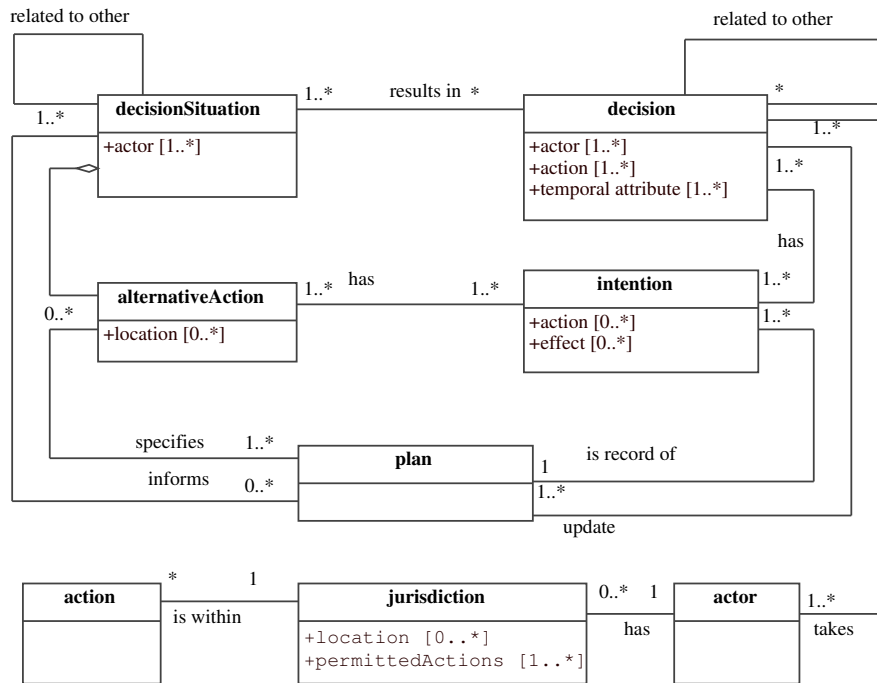 related to other
related to other
1..*
results in
*
decisionSituation
decision
*
1..*
1..*
+actor [1..*]
+actor [1..*]
+action [1..*]
+temporal attribute [1..*]
1..*
has
has
alternativeAction
1..*
1..*
intention
1..*
0..*
+location [0..*]
+action [0..*]
+effect [0..*]
1..*
specifies
1..*
plan
is record of
1
informs
0..*
1..*
update
*
1
0..*
1
action
jurisdiction
actor
1..*
is within
has
takes
+location [0..*]
+permittedActions [1..*]